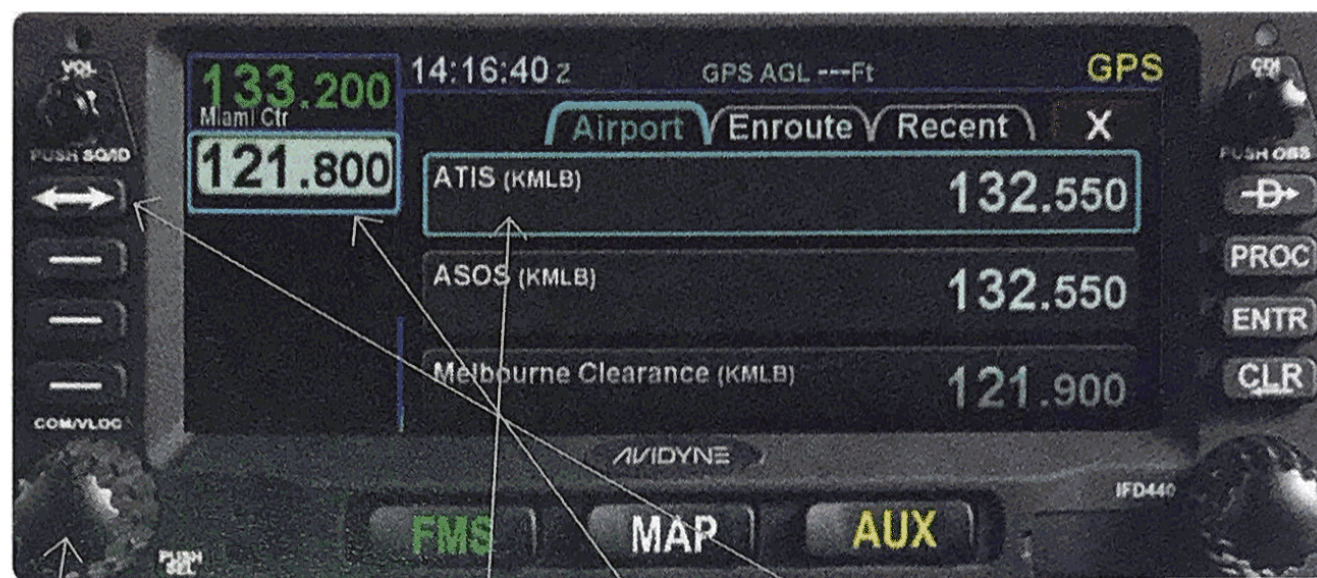 VOL
PUSH SQ/ID
COM/VLOC
PUSH
SEL
133.200
Miami Ctr
121.800
14:16:40 Z
GPS AGL ---Ft
GPS
Airport
Enroute
Recent
X
ATIS (KMLB)
132.550
ASOS (KMLB)
132.550
Melbourne Clearance (KMLB)
121.900
AVIDYNE
IFD440
FMS
MAP
AUX
CDI
PUSH OBS
D
PROC
ENTR
CLR